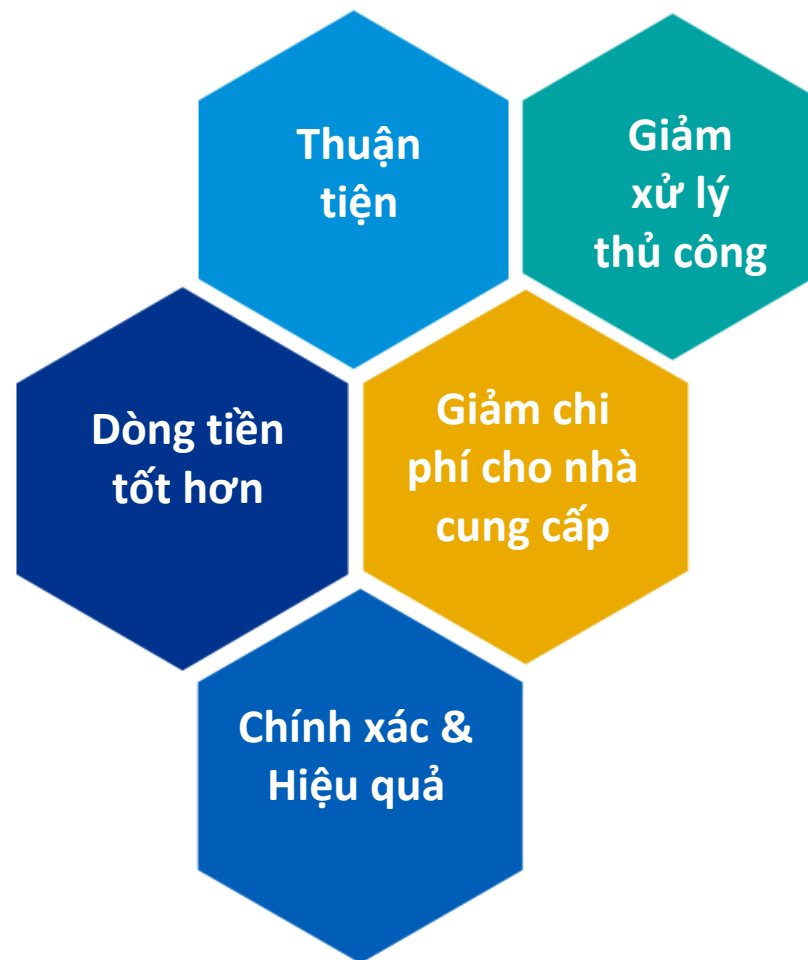 Thuận
tiện
Giảm
xử lý
thủ công
Dòng tiền
tốt hơn
Giảm chi
phí cho nhà
cung cấp
Chính xác &
Hiệu quả